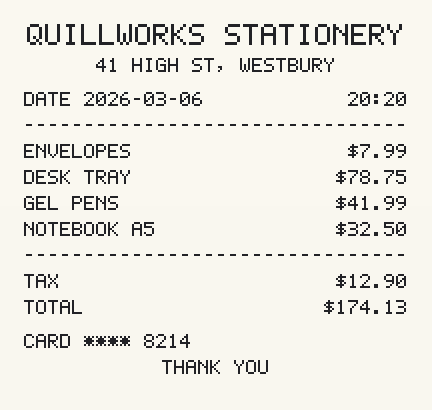 QUILLWORKS STATIONERY
41 HIGH ST, WESTBURY
DATE 2026-03-06 20:20
--------------------------------
ENVELOPES $7.99
DESK TRAY $78.75
GEL PENS $41.99
NOTEBOOK A5 $32.50
--------------------------------
TAX $12.90
TOTAL $174.13
CARD **** 8214
THANK YOU